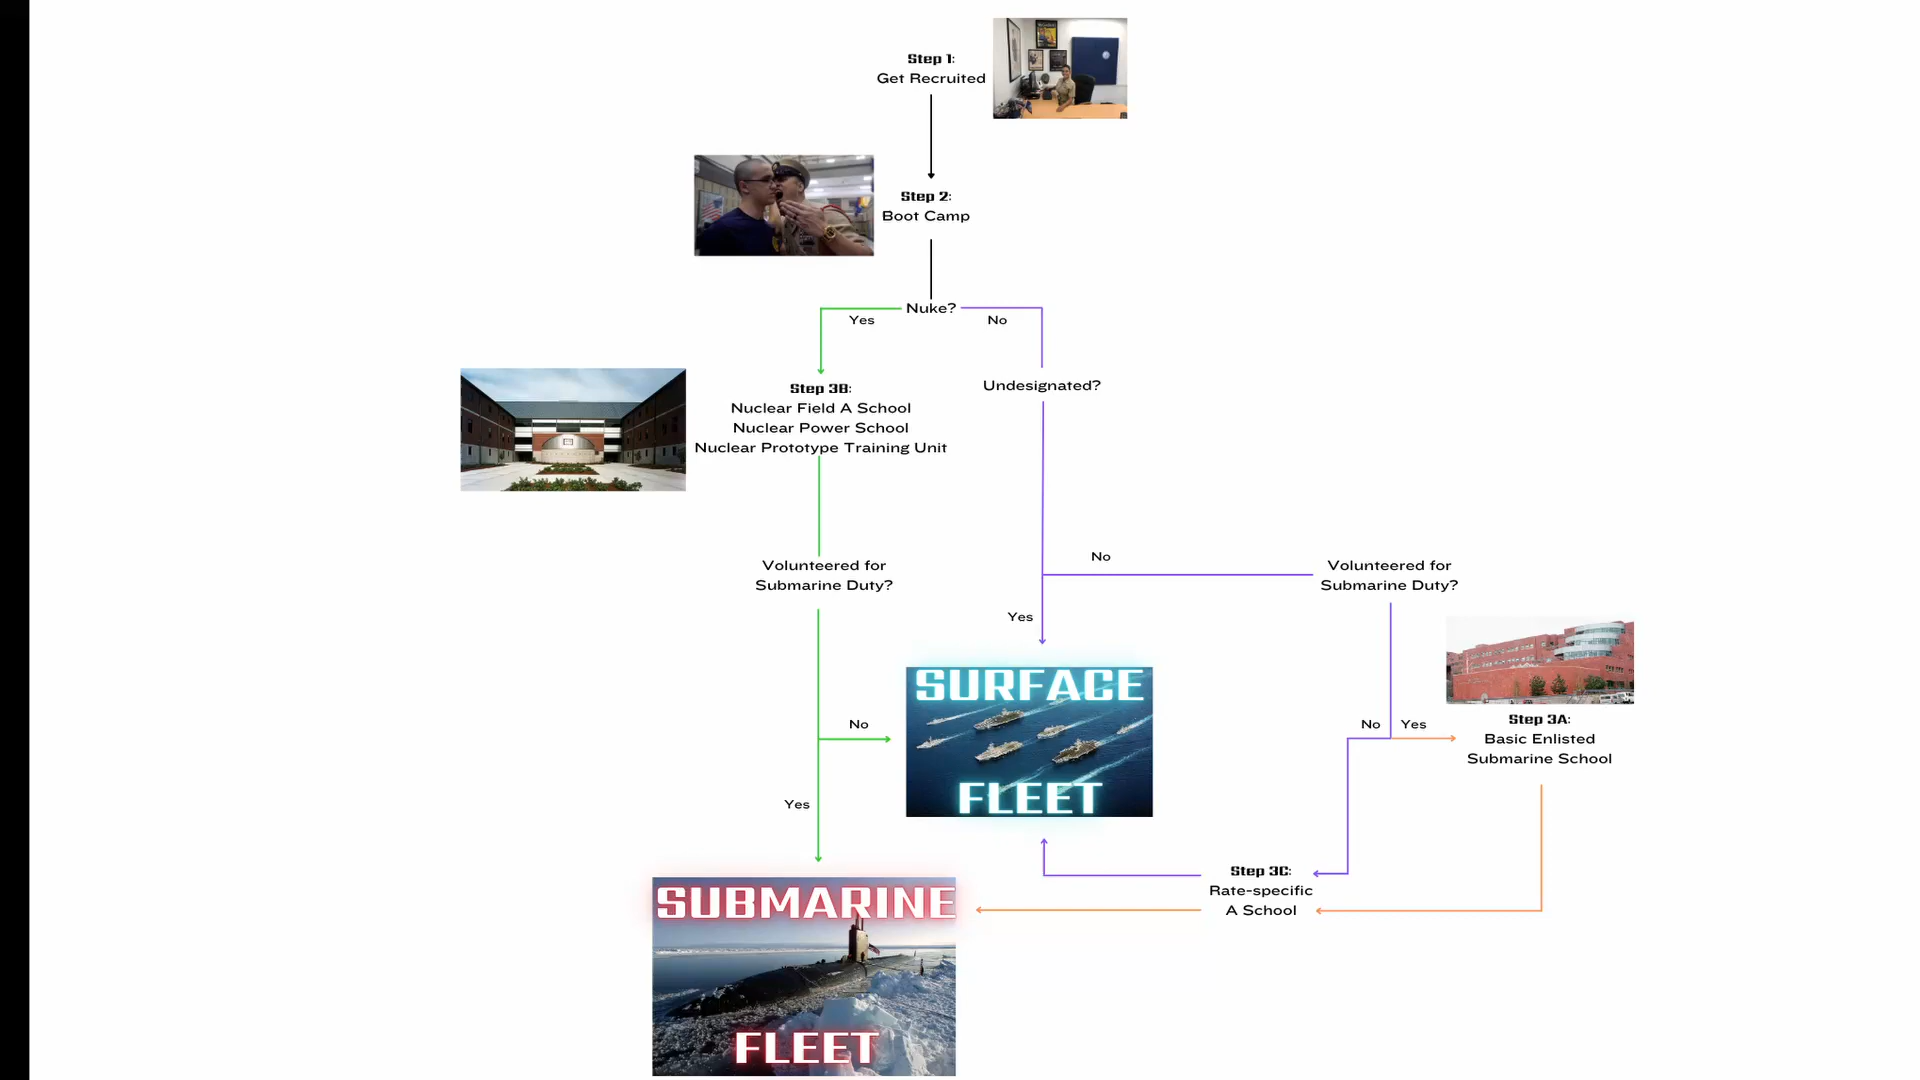 Step 1:
Get Recruited
Step 2:
Boot Camp
Nuke?
Yes
No
Step 3B:
Nuclear Field A School
Nuclear Power School
Nuclear Prototype Training Unit
Undesignated?
Volunteered for
Submarine Duty?
No
Volunteered for
Submarine Duty?
Yes
SURFACE
FLEET
No
Yes
No
Yes
Step 3A:
Basic Enlisted
Submarine School
Step 3C:
Rate-specific
A School
SUBMARINE
FLEET